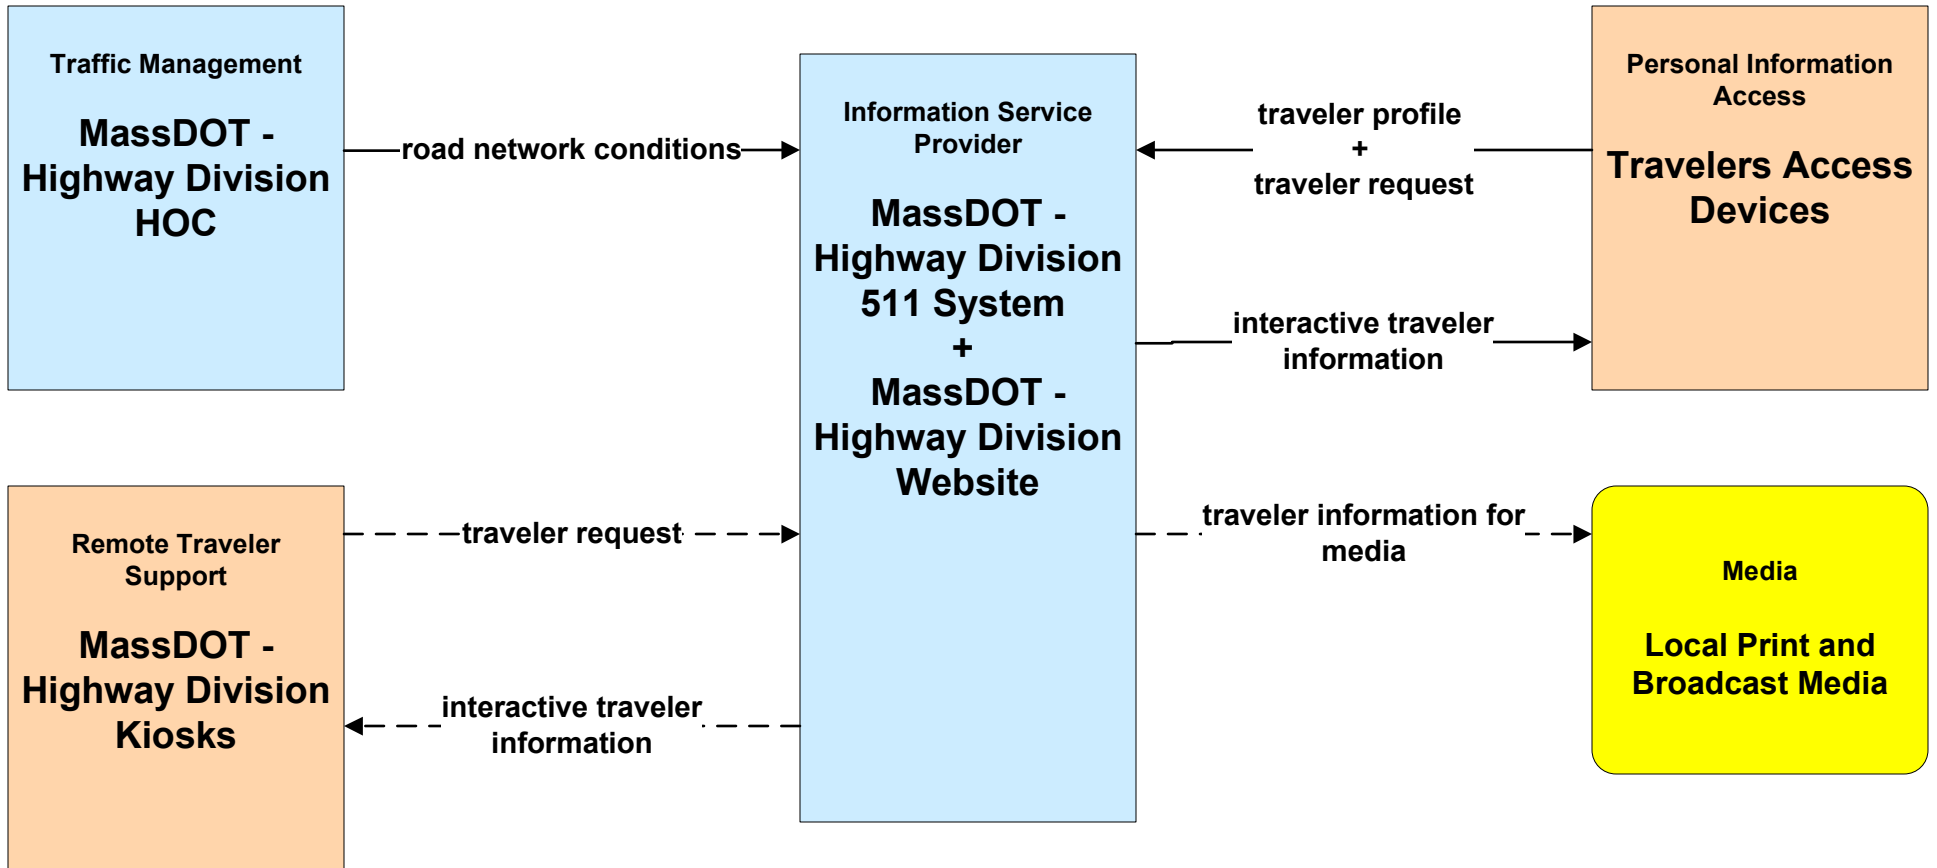 Traffic Management
MassDOT -
Highway Division
HOC
road network conditions
Information Service
Provider
MassDOT -
Highway Division
511 System
+
MassDOT -
Highway Division
Website
traveler profile
+
traveler request
Personal Information
Access
Travelers Access
Devices
interactive traveler
information
Remote Traveler
Support
MassDOT -
Highway Division
Kiosks
traveler request
interactive traveler
information
traveler information for
media
Media
Local Print and
Broadcast Media